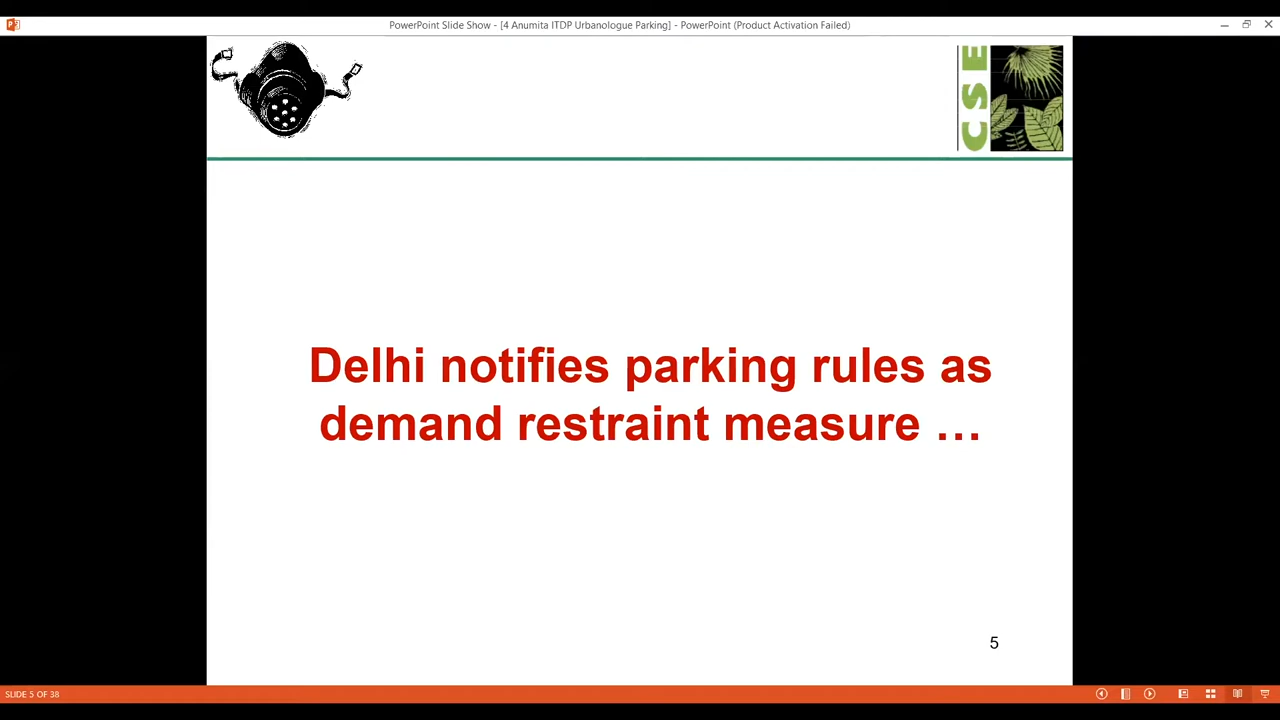 PowerPoint Slide Show - [4 Anumita ITDP Urbanologue Parking] - PowerPoint (Product Activation Failed)
CSE
Delhi notifies parking rules as
demand restraint measure …
5
SLIDE 5 OF 38